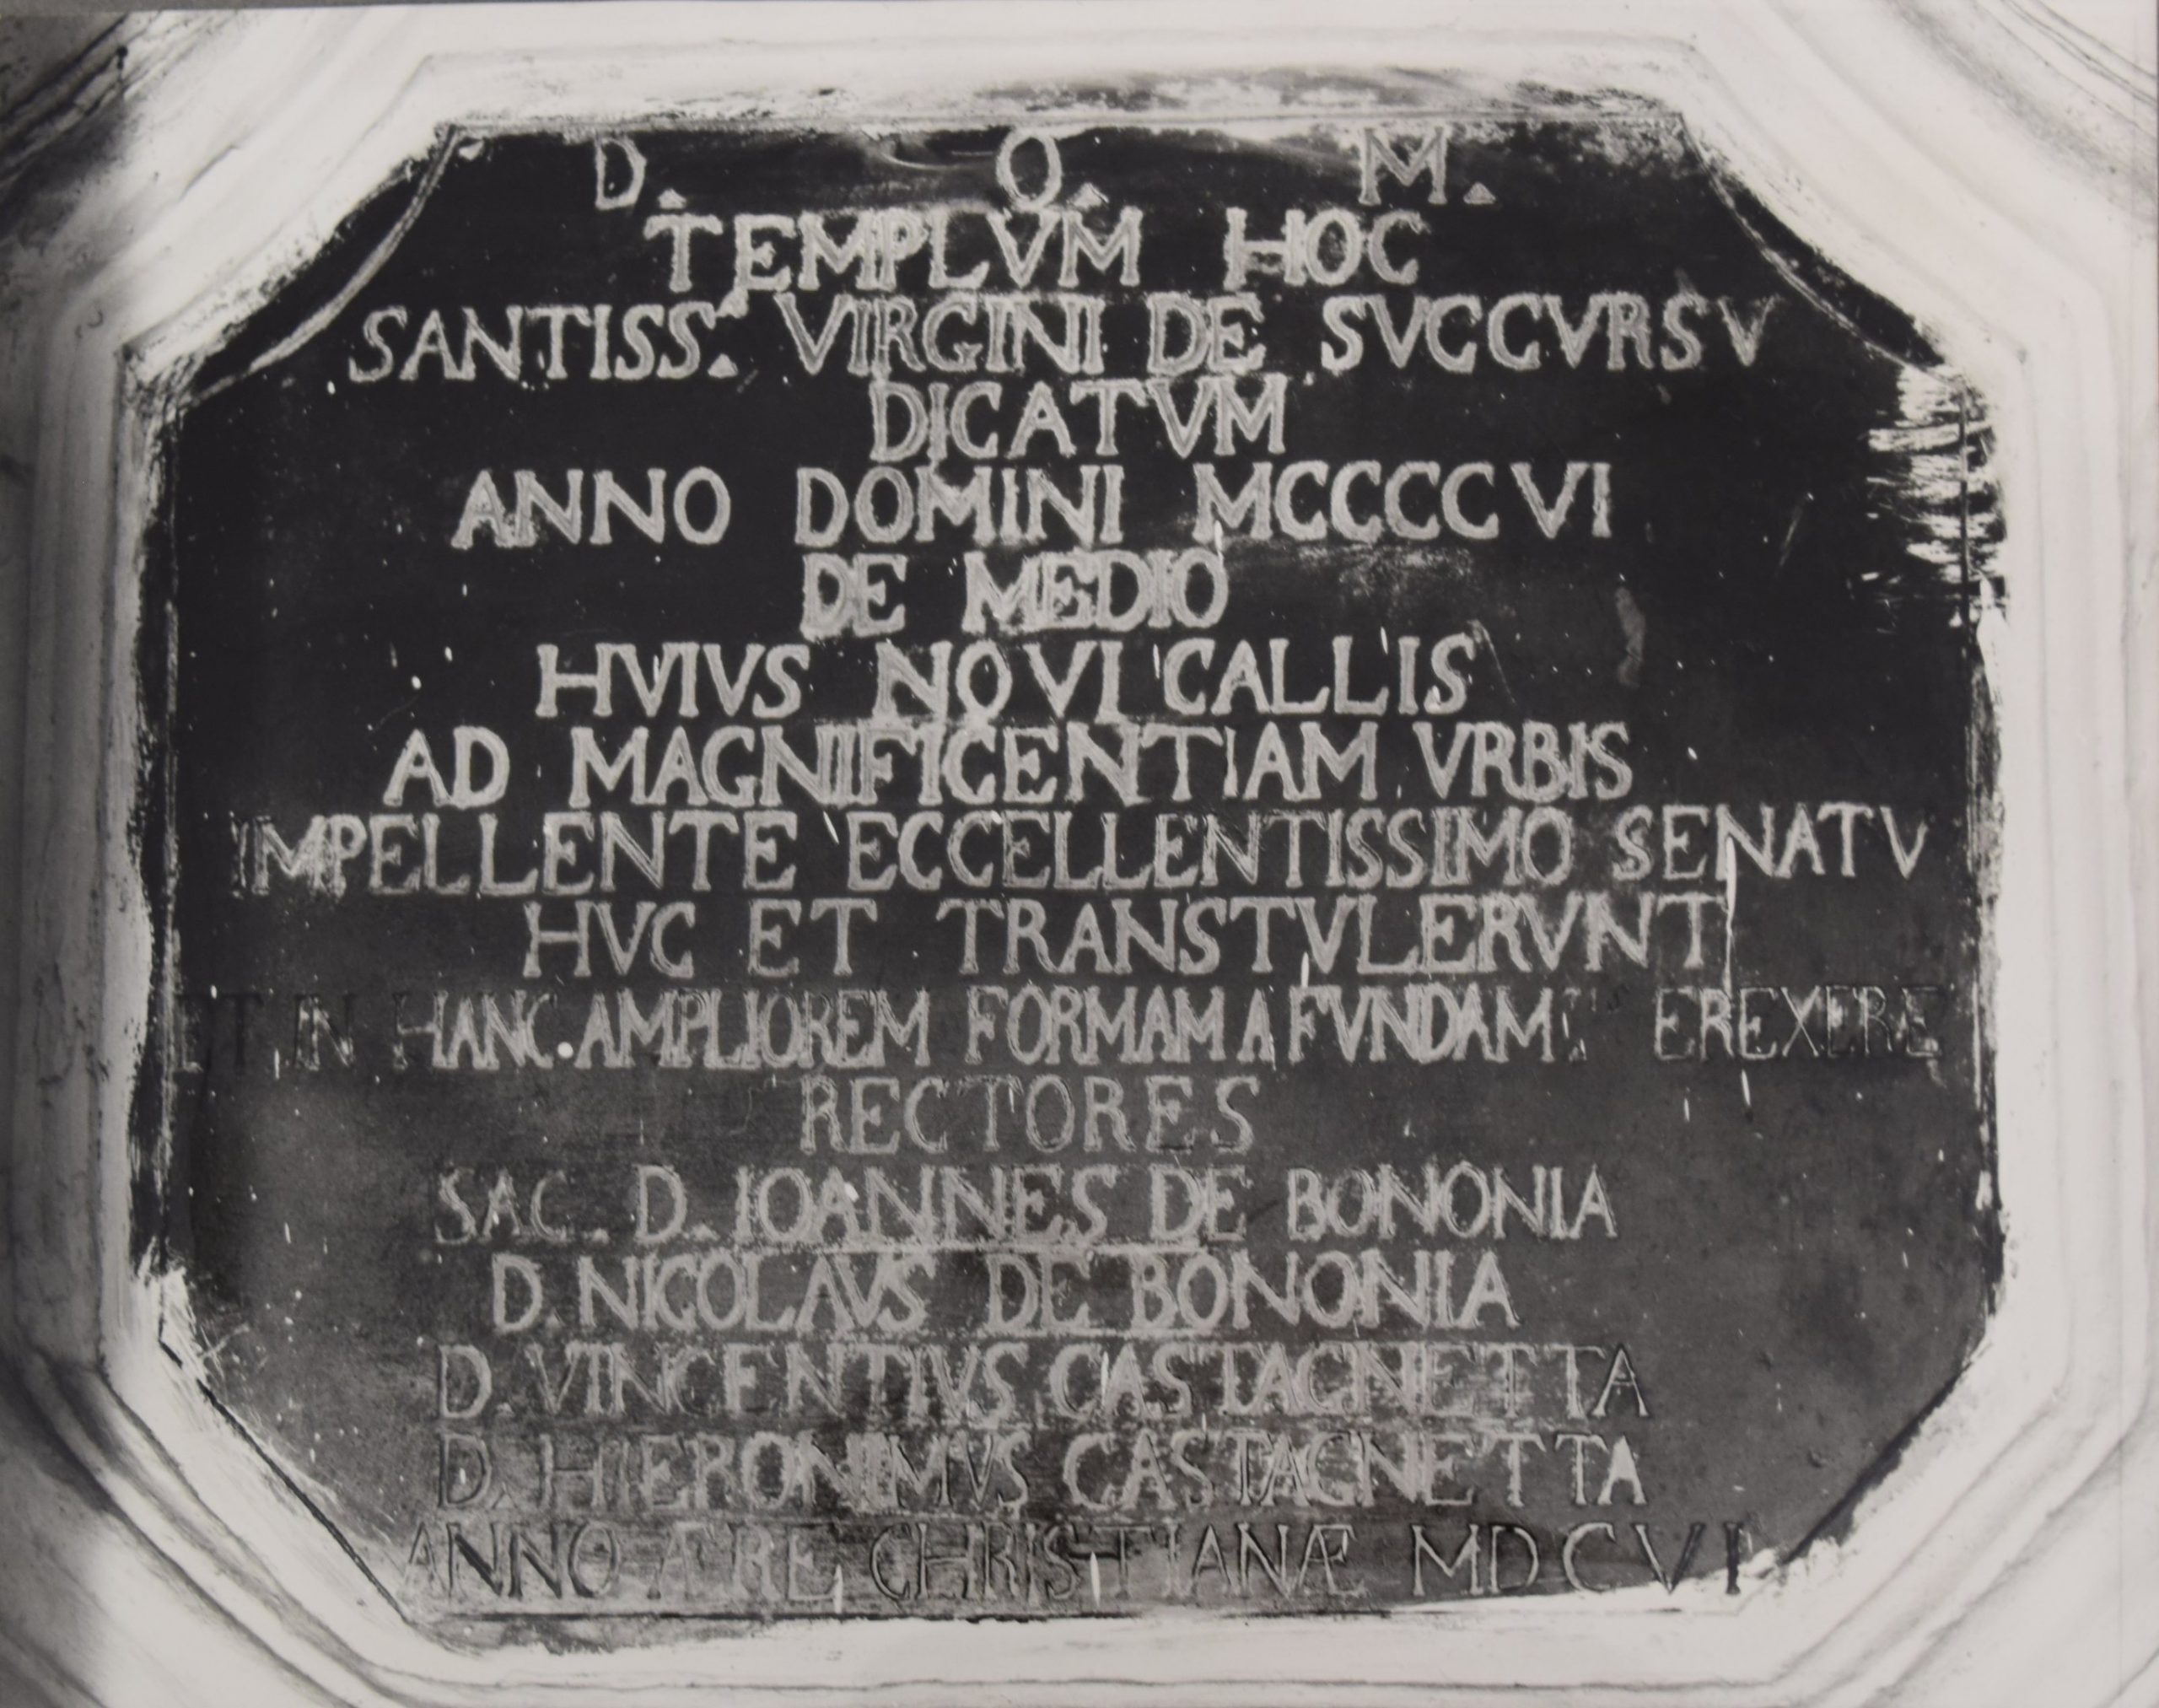 D. O. M.
TEMPLVM HOC
SANTISS. VIRGINI DE SVCCVRSV
DICATVM
ANNO DOMINI MCCCCVI
DE MEDIO
HVIVS NOVI CALLIS
AD MAGNIFICENTIAM VRBIS
IMPELLENTE ECCELLENTISSIMO SENATV
HVC ET TRANSTVLERVNT
ET IN HANC AMPLIOREM FORMAM A FVNDAM. EREXERE
RECTORES
SAC. D. IOANNES DE BONONIA
D. NICOLAVS DE BONONIA
D. VINCENTIVS CASTAGNETTA
D. HIERONIMVS CASTAGNETTA
ANNO ÆRE CHRISTIANÆ MDCVI